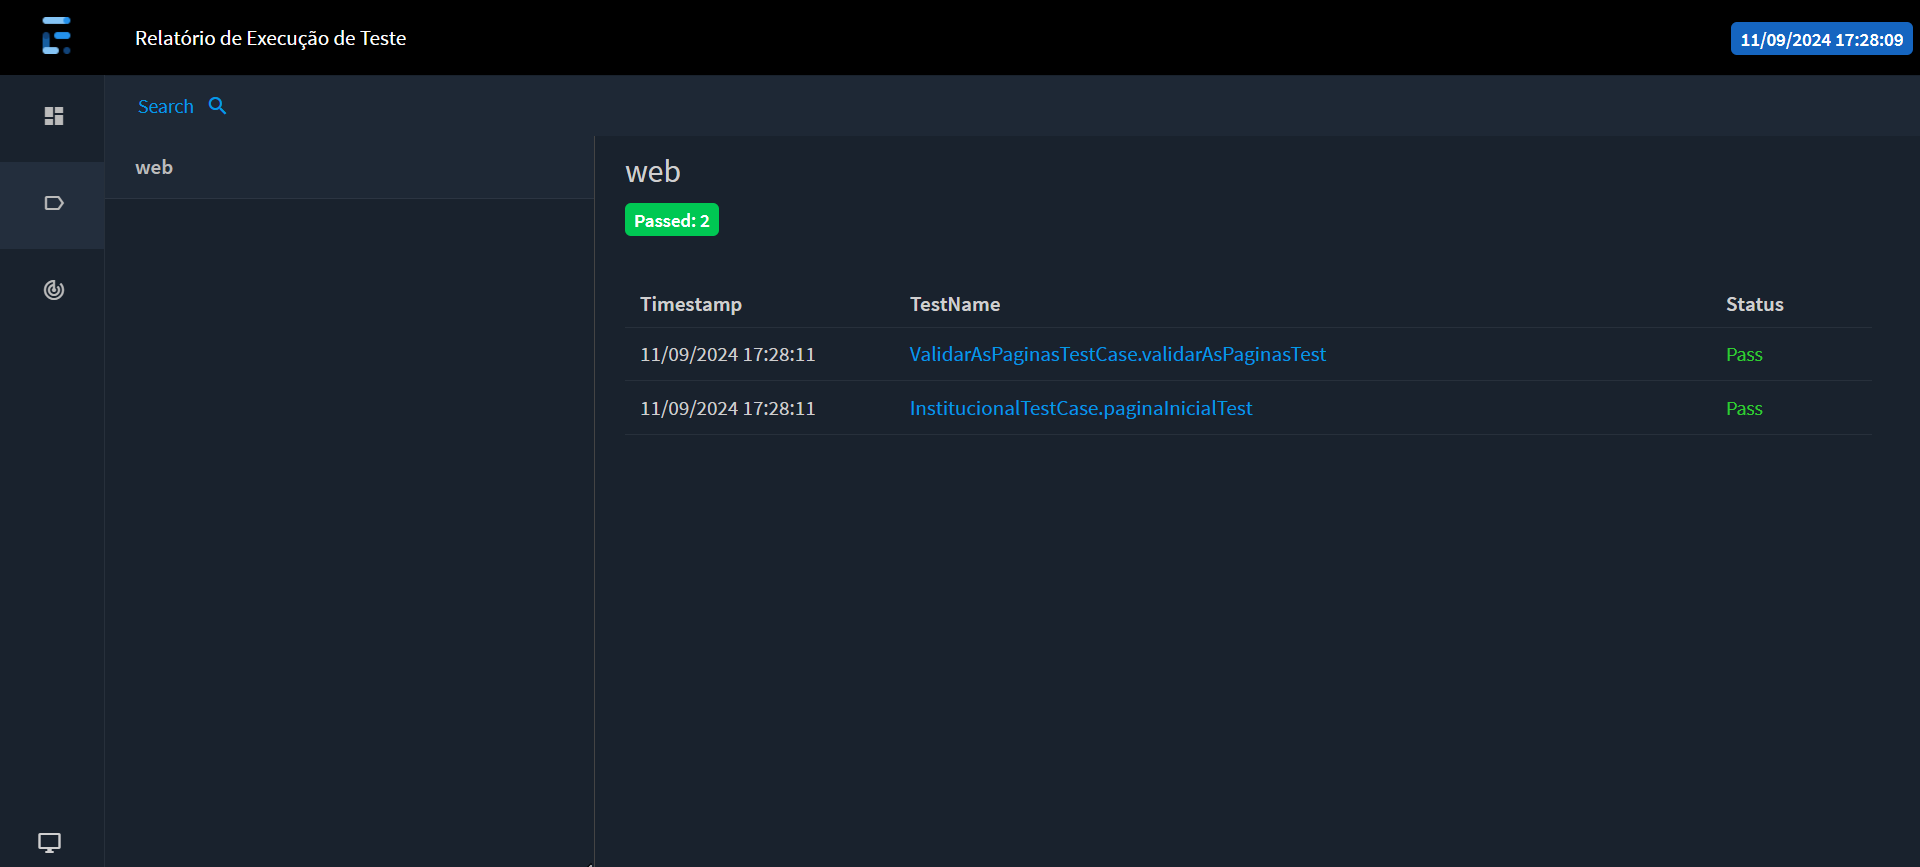 Relatório de Execução de Teste
11/09/2024 17:28:09
Search
web
web
Passed: 2
Timestamp TestName Status
11/09/2024 17:28:11 ValidarAsPaginasTestCase.validarAsPaginasTest Pass
11/09/2024 17:28:11 InstitucionalTestCase.paginaInicialTest Pass